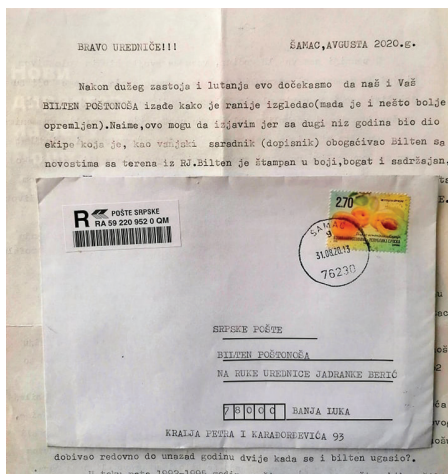 BRAVO UREDNIČE!!! ŠAMAC,AVGUSTA 2020.g.
Nakon dužeg zastoja i lutanja evo dočekasmo da naš i Vaš
BILTEN POŠTONOŠA izađe kako je ranije izgledao(mada je i nešto bolje
opremljen).Naime,ovo mogu da izjavim jer sa dugi niz godina bio dio
ekipe koja je, kao vanjski saradnik (dopisnik) obogaćivao Bilten sa
novostima sa terena iz RJ.Bilten je štampan u boji,bogat i sadržajan,
R POŠTE SRPSKE
RA 59 220 952 0 QM
2,70
ŠAMAC
9
31.08.20.13
76230
SRPSKE POŠTE
BILTEN POŠTONOŠA
NA RUKE UREDNICE JADRANKE BERIĆ
78000 BANJA LUKA
KRALJA PETRA I KARAĐORĐEVIĆA 93
dobivao redovno do unazad godinu dvije kada se i bilten ugasio?.